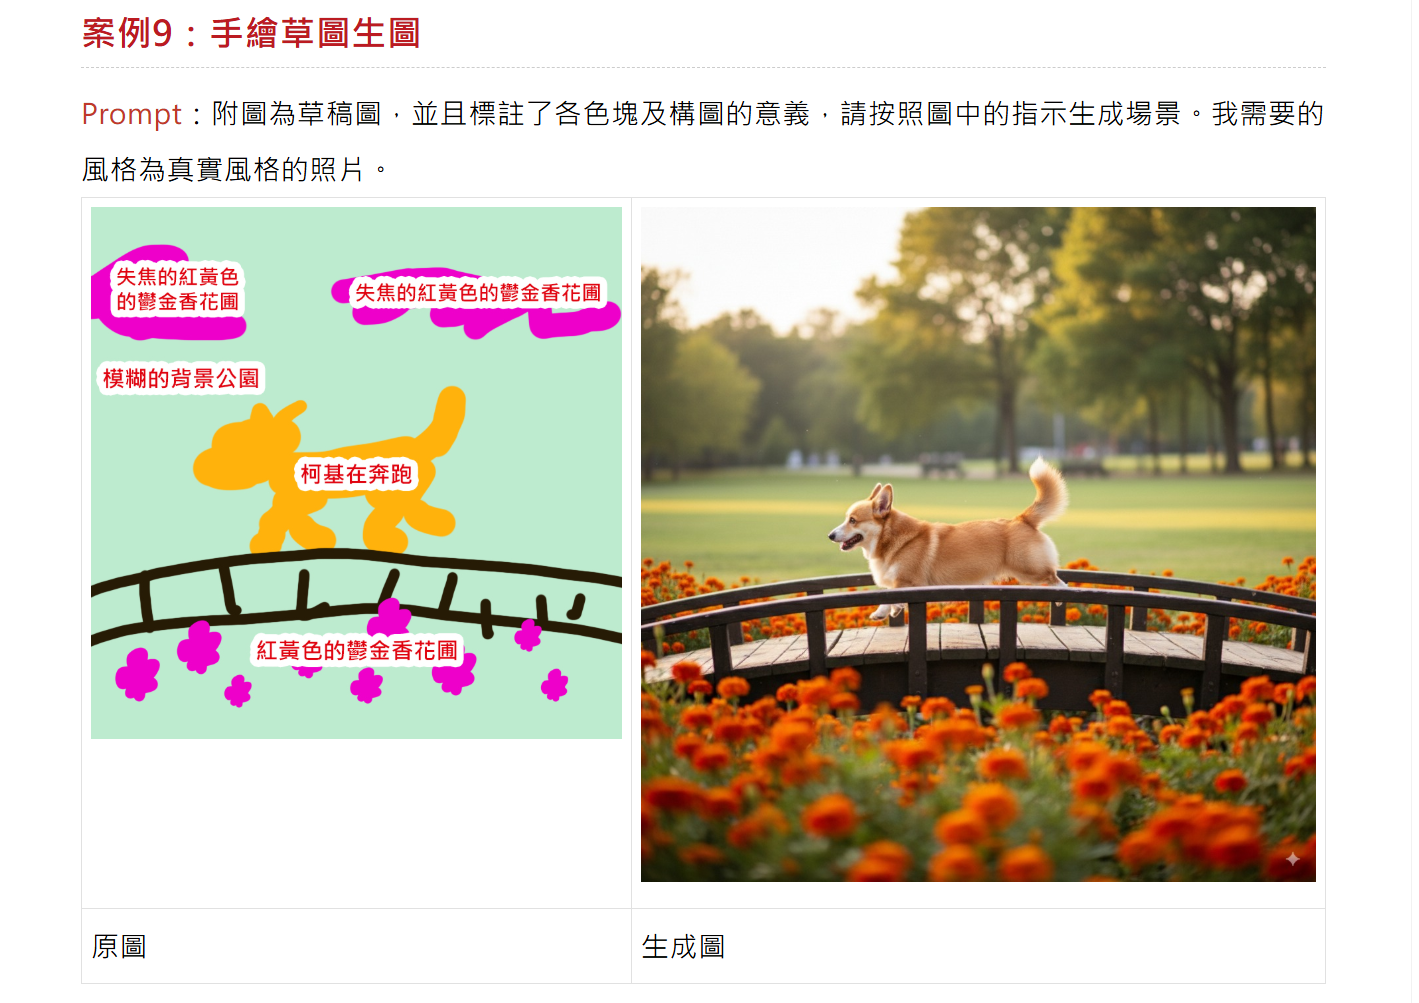 案例9：手繪草圖生圖
Prompt：附圖為草稿圖，並且標註了各色塊及構圖的意義，請按照圖中的指示生成場景。我需要的
風格為真實風格的照片。
失焦的紅黃色
的鬱金香花圃
失焦的紅黃色的鬱金香花圃
模糊的背景公園
柯基在奔跑
紅黃色的鬱金香花圃
原圖
生成圖